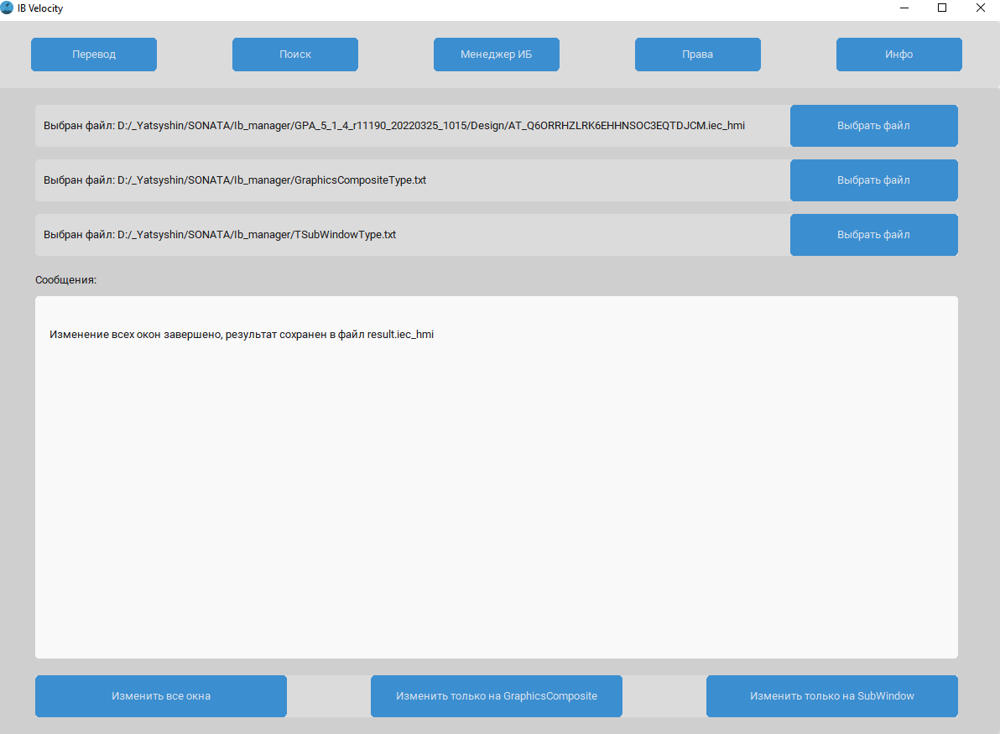 IB Velocity
Перевод
Поиск
Менеджер ИБ
Права
Инфо
Выбран файл: D:/_Yatsyshin/SONATA/Ib_manager/GPA_5_1_4_r11190_20220325_1015/Design/AT_Q6ORRHZLRK6EHHNSOC3EQTDJCM.iec_hmi
Выбрать файл
Выбран файл: D:/_Yatsyshin/SONATA/Ib_manager/GraphicsCompositeType.txt
Выбрать файл
Выбран файл: D:/_Yatsyshin/SONATA/Ib_manager/TSubWindowType.txt
Выбрать файл
Сообщения:
Изменение всех окон завершено, результат сохранен в файл result.iec_hmi
Изменить все окна
Изменить только на GraphicsComposite
Изменить только на SubWindow